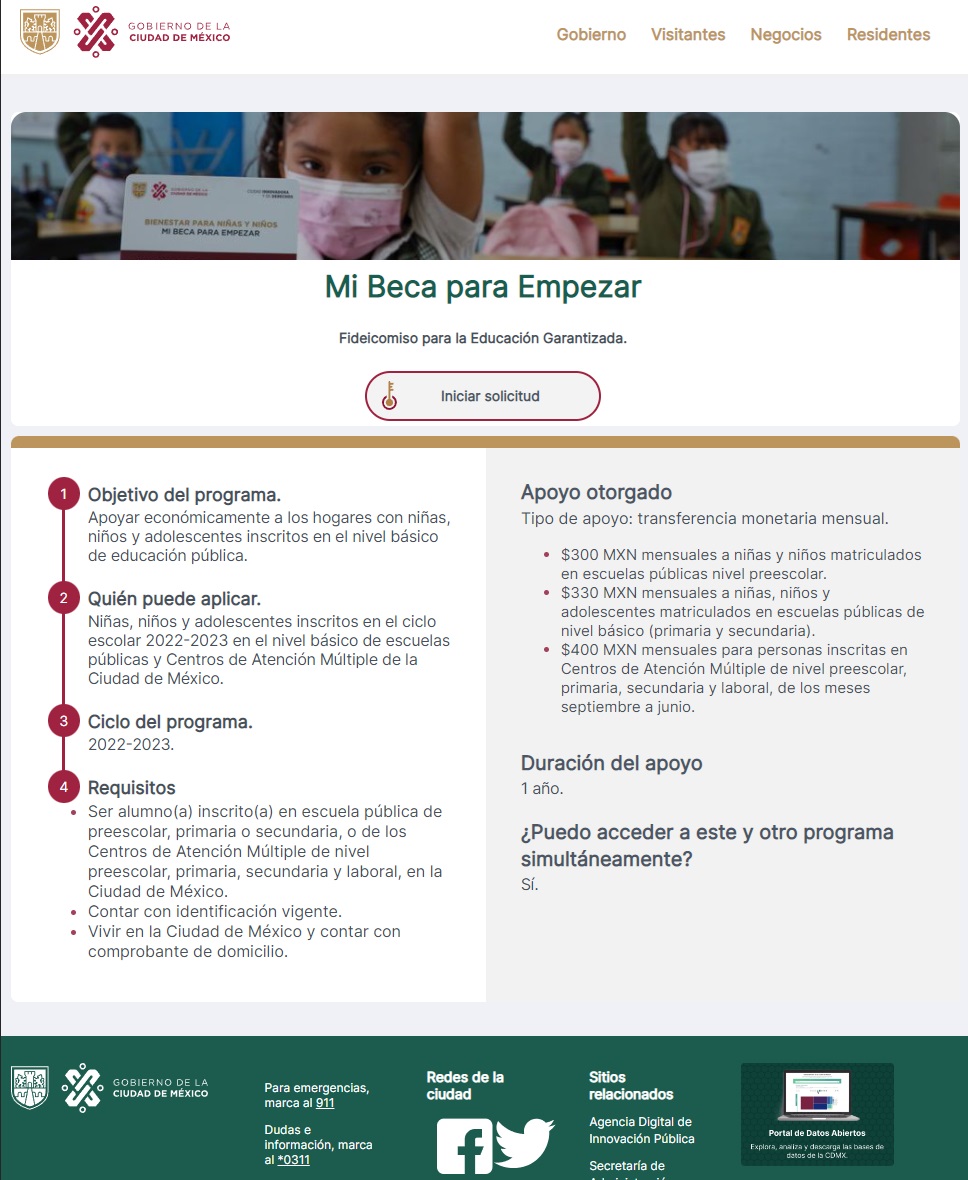 GOBIERNO DE LA
CIUDAD DE MÉXICO
Gobierno
Visitantes
Negocios
Residentes
GOBIERNO DE LA
CIUDAD DE MÉXICO
CIUDAD INNOVADORA
Y DE DERECHOS
BIENESTAR PARA NIÑAS Y NIÑOS
MI BECA PARA EMPEZAR
Mi Beca para Empezar
Fideicomiso para la Educación Garantizada.
Iniciar solicitud
1
Objetivo del programa.
Apoyar económicamente a los hogares con niñas,
niños y adolescentes inscritos en el nivel básico
de educación pública.
2
Quién puede aplicar.
Niñas, niños y adolescentes inscritos en el ciclo
escolar 2022-2023 en el nivel básico de escuelas
públicas y Centros de Atención Múltiple de la
Ciudad de México.
3
Ciclo del programa.
2022-2023.
4
Requisitos
• Ser alumno(a) inscrito(a) en escuela pública de
preescolar, primaria o secundaria, o de los
Centros de Atención Múltiple de nivel
preescolar, primaria, secundaria y laboral, en la
Ciudad de México.
• Contar con identificación vigente.
• Vivir en la Ciudad de México y contar con
comprobante de domicilio.
Apoyo otorgado
Tipo de apoyo: transferencia monetaria mensual.
• $300 MXN mensuales a niñas y niños matriculados
en escuelas públicas nivel preescolar.
• $330 MXN mensuales a niñas, niños y
adolescentes matriculados en escuelas públicas de
nivel básico (primaria y secundaria).
• $400 MXN mensuales para personas inscritas en
Centros de Atención Múltiple de nivel preescolar,
primaria, secundaria y laboral, de los meses
septiembre a junio.
Duración del apoyo
1 año.
¿Puedo acceder a este y otro programa
simultáneamente?
Sí.
GOBIERNO DE LA
CIUDAD DE MÉXICO
Para emergencias,
marca al 911
Dudas e
información, marca
al *0311
Redes de la
ciudad
Sitios
relacionados
Agencia Digital de
Innovación Pública
Secretaría de
Portal de Datos Abiertos
Explora, analiza y descarga las bases de
datos de la CDMX.